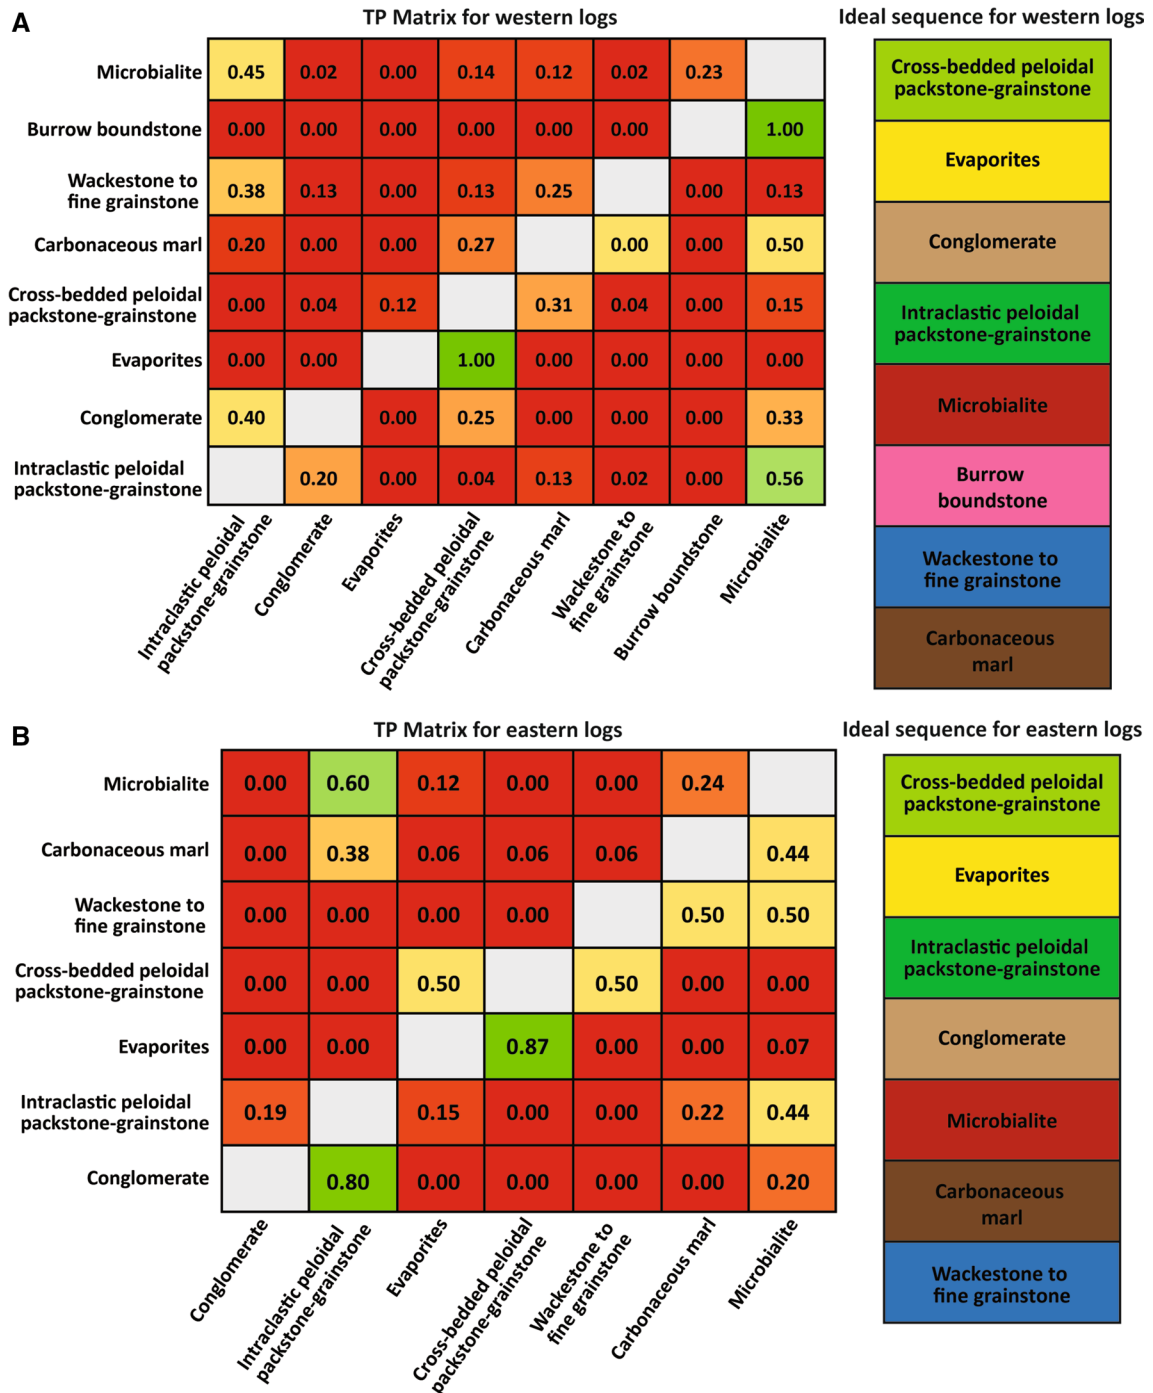 A
TP Matrix for western logs
Ideal sequence for western logs
Microbialite
0.45 0.02 0.00 0.14 0.12 0.02 0.23
Burrow boundstone
0.00 0.00 0.00 0.00 0.00 0.00 1.00
Wackestone to
fine grainstone
0.38 0.13 0.00 0.13 0.25 0.00 0.13
Carbonaceous marl
0.20 0.00 0.00 0.27 0.00 0.00 0.50
Cross-bedded peloidal
packstone-grainstone
0.00 0.04 0.12 0.31 0.04 0.00 0.15
Evaporites
0.00 0.00 1.00 0.00 0.00 0.00 0.00
Conglomerate
0.40 0.00 0.25 0.00 0.00 0.00 0.33
Intraclastic peloidal
packstone-grainstone
0.20 0.00 0.04 0.13 0.02 0.00 0.56
Intraclastic peloidal
packstone-grainstone
Conglomerate
Evaporites
Cross-bedded peloidal
packstone-grainstone
Carbonaceous marl
Wackestone to
fine grainstone
Burrow boundstone
Microbialite
Cross-bedded peloidal
packstone-grainstone
Evaporites
Conglomerate
Intraclastic peloidal
packstone-grainstone
Microbialite
Burrow
boundstone
Wackestone to
fine grainstone
Carbonaceous
marl
B
TP Matrix for eastern logs
Ideal sequence for eastern logs
Microbialite
0.00 0.60 0.12 0.00 0.00 0.24
Carbonaceous marl
0.00 0.38 0.06 0.06 0.06 0.44
Wackestone to
fine grainstone
0.00 0.00 0.00 0.00 0.50 0.50
Cross-bedded peloidal
packstone-grainstone
0.00 0.00 0.50 0.50 0.00 0.00
Evaporites
0.00 0.00 0.87 0.00 0.00 0.07
Intraclastic peloidal
packstone-grainstone
0.19 0.15 0.00 0.00 0.22 0.44
Conglomerate
0.80 0.00 0.00 0.00 0.00 0.20
Conglomerate
Intraclastic peloidal
packstone-grainstone
Evaporites
Cross-bedded peloidal
packstone-grainstone
Wackestone to
fine grainstone
Carbonaceous marl
Microbialite
Cross-bedded peloidal
packstone-grainstone
Evaporites
Intraclastic peloidal
packstone-grainstone
Conglomerate
Microbialite
Carbonaceous
marl
Wackestone to
fine grainstone